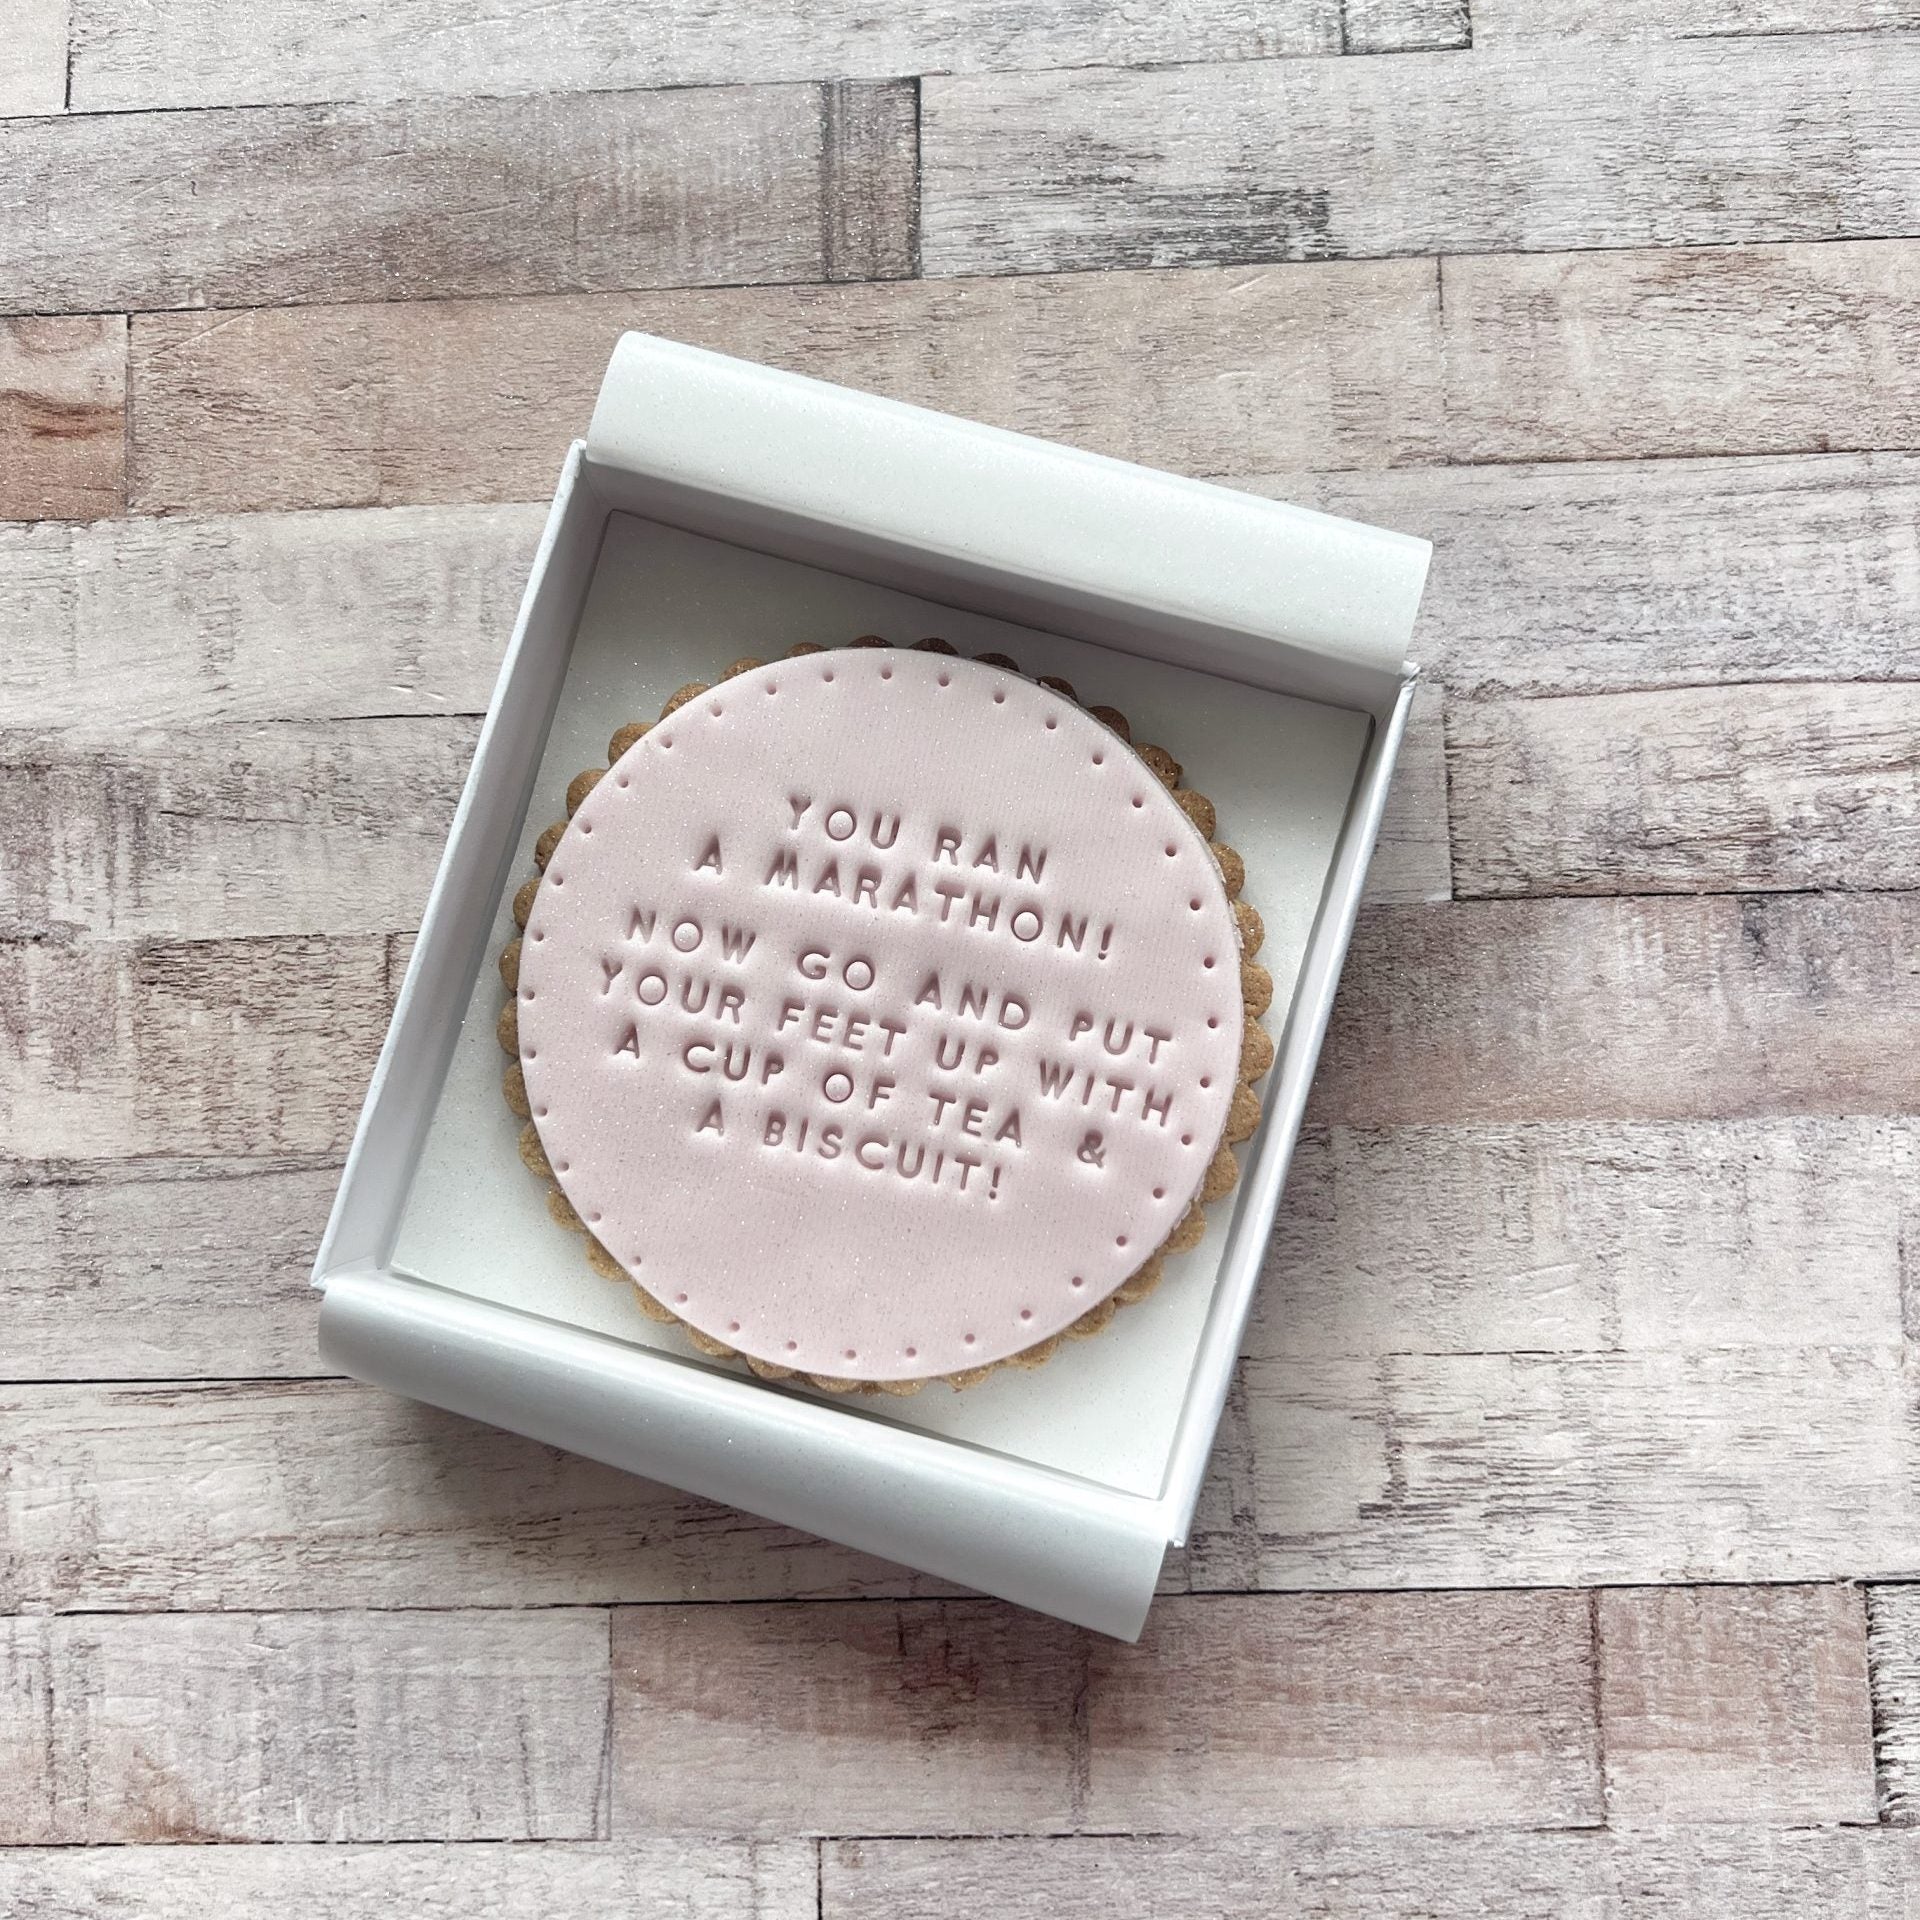 YOU RAN
A MARATHON!
NOW GO AND PUT
YOUR FEET UP WITH
A CUP OF TEA &
A BISCUIT!